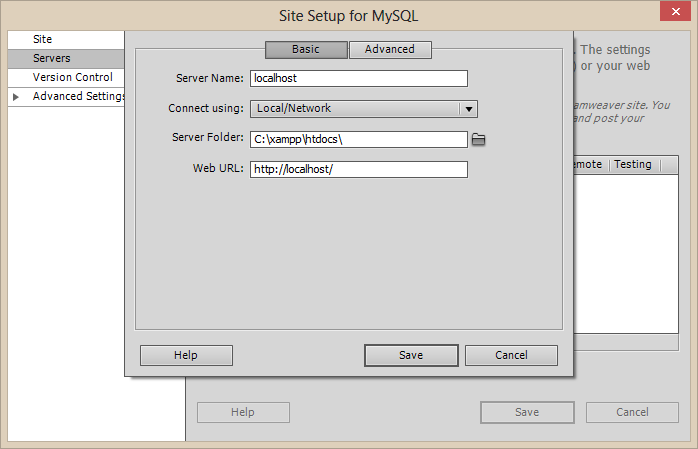 Site Setup for MySQL
Site
Servers
Version Control
Advanced Settings
Basic
Advanced
. The settings
) or your web
Server Name: localhost
Connect using: Local/Network
amweaver site. You
and post your
Server Folder: C:\xampp\htdocs\
Web URL: http://localhost/
emote
Testing
Help
Save
Cancel
Help
Save
Cancel